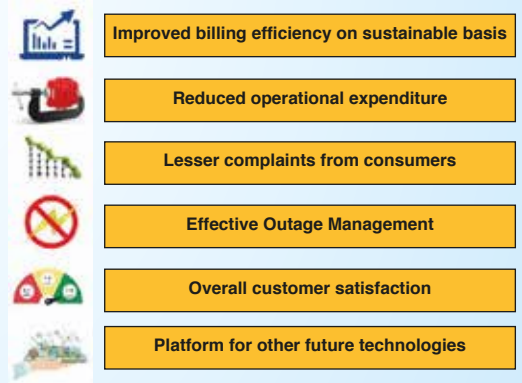 Improved billing efficiency on sustainable basis
Reduced operational expenditure
Lesser complaints from consumers
Effective Outage Management
Overall customer satisfaction
Platform for other future technologies